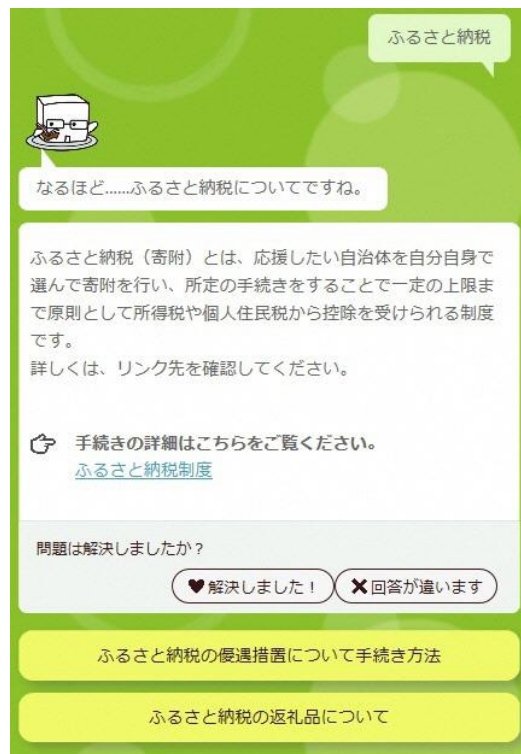 ふるさと納税
なるほど......ふるさと納税についてですね。
ふるさと納税（寄附）とは、応援したい自治体を自分自身で
選んで寄附を行い、所定の手続きをすることで一定の上限ま
で原則として所得税や個人住民税から控除を受けられる制度
です。
詳しくは、リンク先を確認してください。
手続きの詳細はこちらをご覧ください。
ふるさと納税制度
問題は解決しましたか？
解決しました！ 回答が違います
ふるさと納税の優遇措置について手続き方法
ふるさと納税の返礼品について